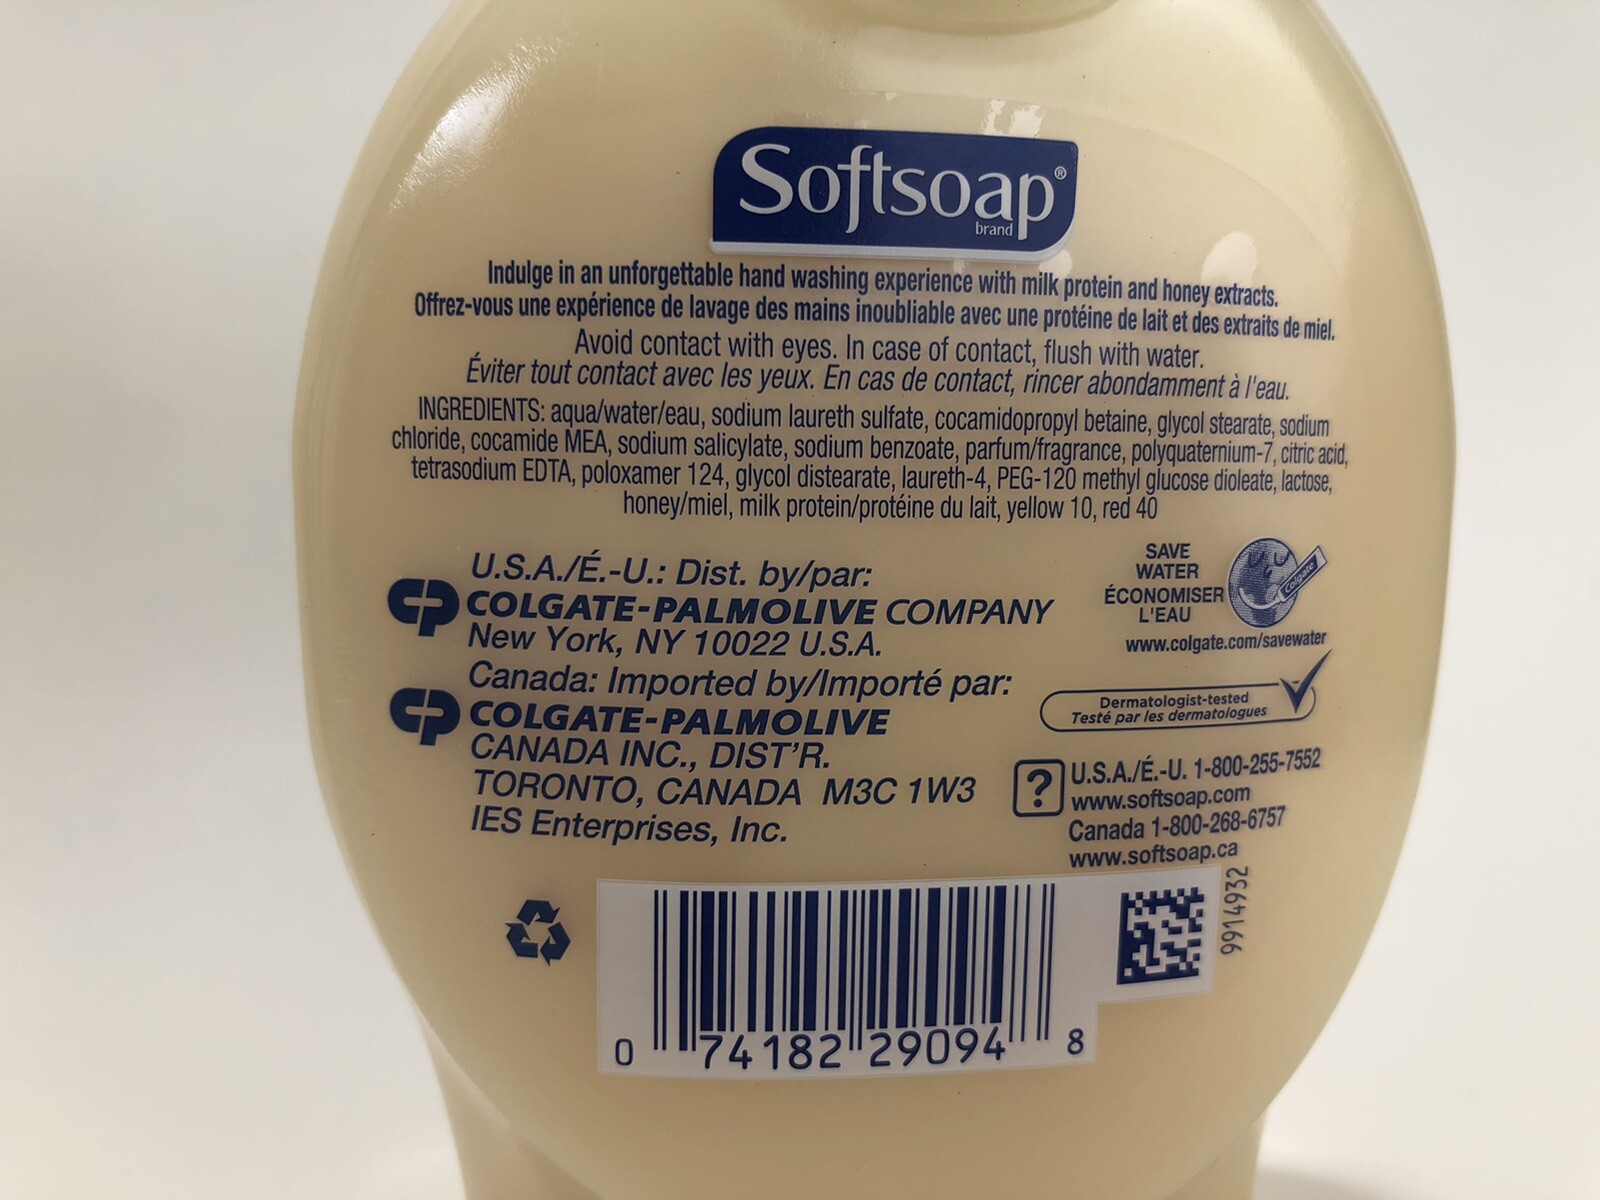 Softsoap®
brand
Indulge in an unforgettable hand washing experience with milk protein and honey extracts.
Offrez-vous une expérience de lavage des mains inoubliable avec une protéine de lait et des extraits de miel.
Avoid contact with eyes. In case of contact, flush with water.
Éviter tout contact avec les yeux. En cas de contact, rincer abondamment à l'eau.
INGREDIENTS: aqua/water/eau, sodium laureth sulfate, cocamidopropyl betaine, glycol stearate, sodium
chloride, cocamide MEA, sodium salicylate, sodium benzoate, parfum/fragrance, polyquaternium-7, citric acid,
tetrasodium EDTA, poloxamer 124, glycol distearate, laureth-4, PEG-120 methyl glucose dioleate, lactose,
honey/miel, milk protein/protéine du lait, yellow 10, red 40
U.S.A./É.-U.: Dist. by/par:
CP COLGATE-PALMOLIVE COMPANY
New York, NY 10022 U.S.A.
Canada: Imported by/Importé par:
CP COLGATE-PALMOLIVE
CANADA INC., DIST'R.
TORONTO, CANADA M3C 1W3
IES Enterprises, Inc.
SAVE
WATER
ÉCONOMISER
L'EAU
Colgate
www.colgate.com/savewater
Dermatologist-tested
Testé par les dermatologues
? U.S.A./É.-U. 1-800-255-7552
www.softsoap.com
Canada 1-800-268-6757
www.softsoap.ca
9914932
0 74182 29094 8